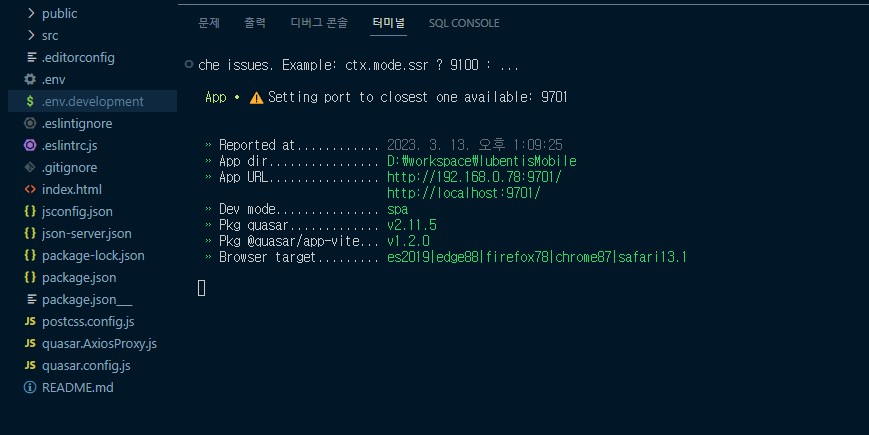 public
src
.editorconfig
.env
$ .env.development
.eslintignore
.eslintrc.js
.gitignore
<> index.html
{} jsconfig.json
{} json-server.json
{} package-lock.json
{} package.json
package.json__
JS postcss.config.js
JS quasar.AxiosProxy.js
JS quasar.config.js
README.md
문제 출력 디버그 콘솔 터미널 SQL CONSOLE
che issues. Example: ctx.mode.ssr ? 9100 : ...
App • ⚠️ Setting port to closest one available: 9701
» Reported at............ 2023. 3. 13. 오후 1:09:25
» App dir................ D:₩workspace₩lubentisMobile
» App URL................ http://192.168.0.78:9701/
http://localhost:9701/
» Dev mode............... spa
» Pkg quasar............. v2.11.5
» Pkg @quasar/app-vite... v1.2.0
» Browser target......... es2019|edge88|firefox78|chrome87|safari13.1